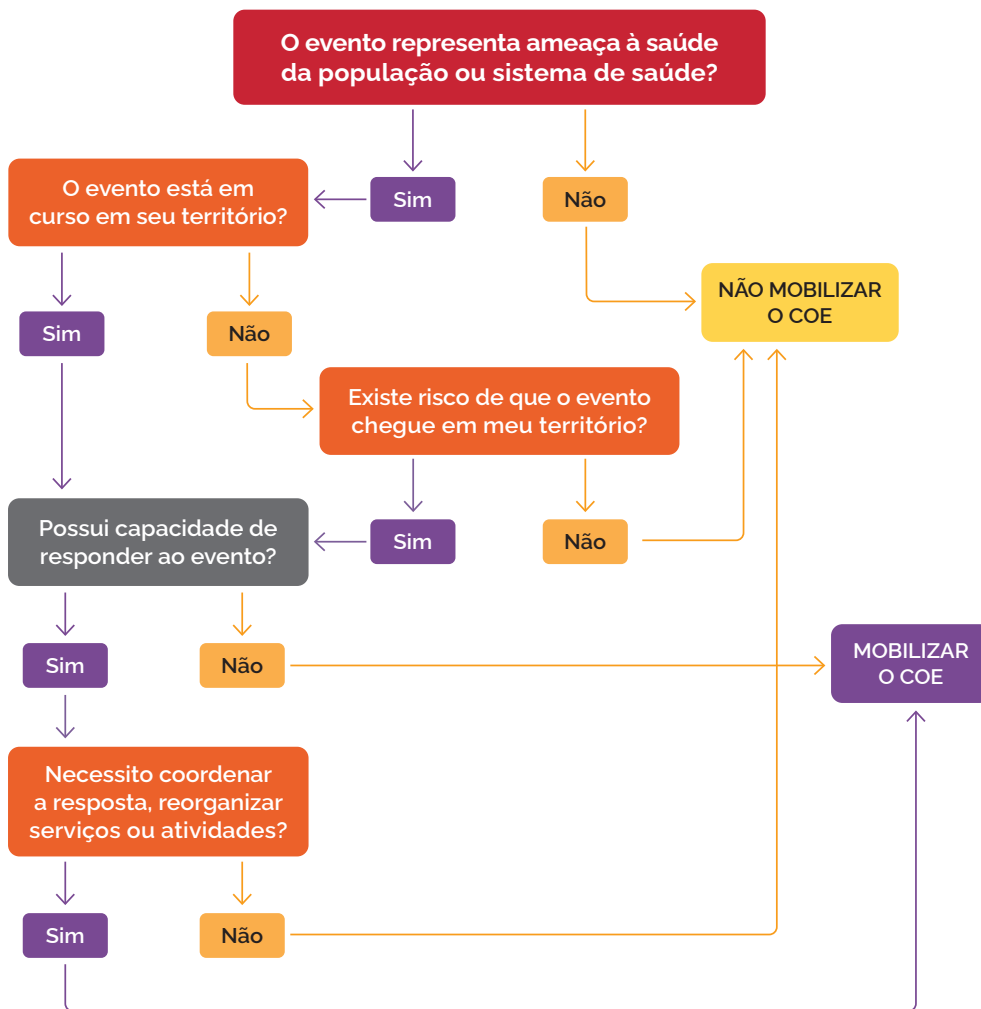 O evento representa ameaça à saúde
da população ou sistema de saúde?
O evento está em
curso em seu território?
Sim
Não
NÃO MOBILIZAR
O COE
Sim
Não
Existe risco de que o evento
chegue em meu território?
Possui capacidade de
responder ao evento?
Sim
Não
Sim
Não
MOBILIZAR
O COE
Necessito coordenar
a resposta, reorganizar
serviços ou atividades?
Sim
Não